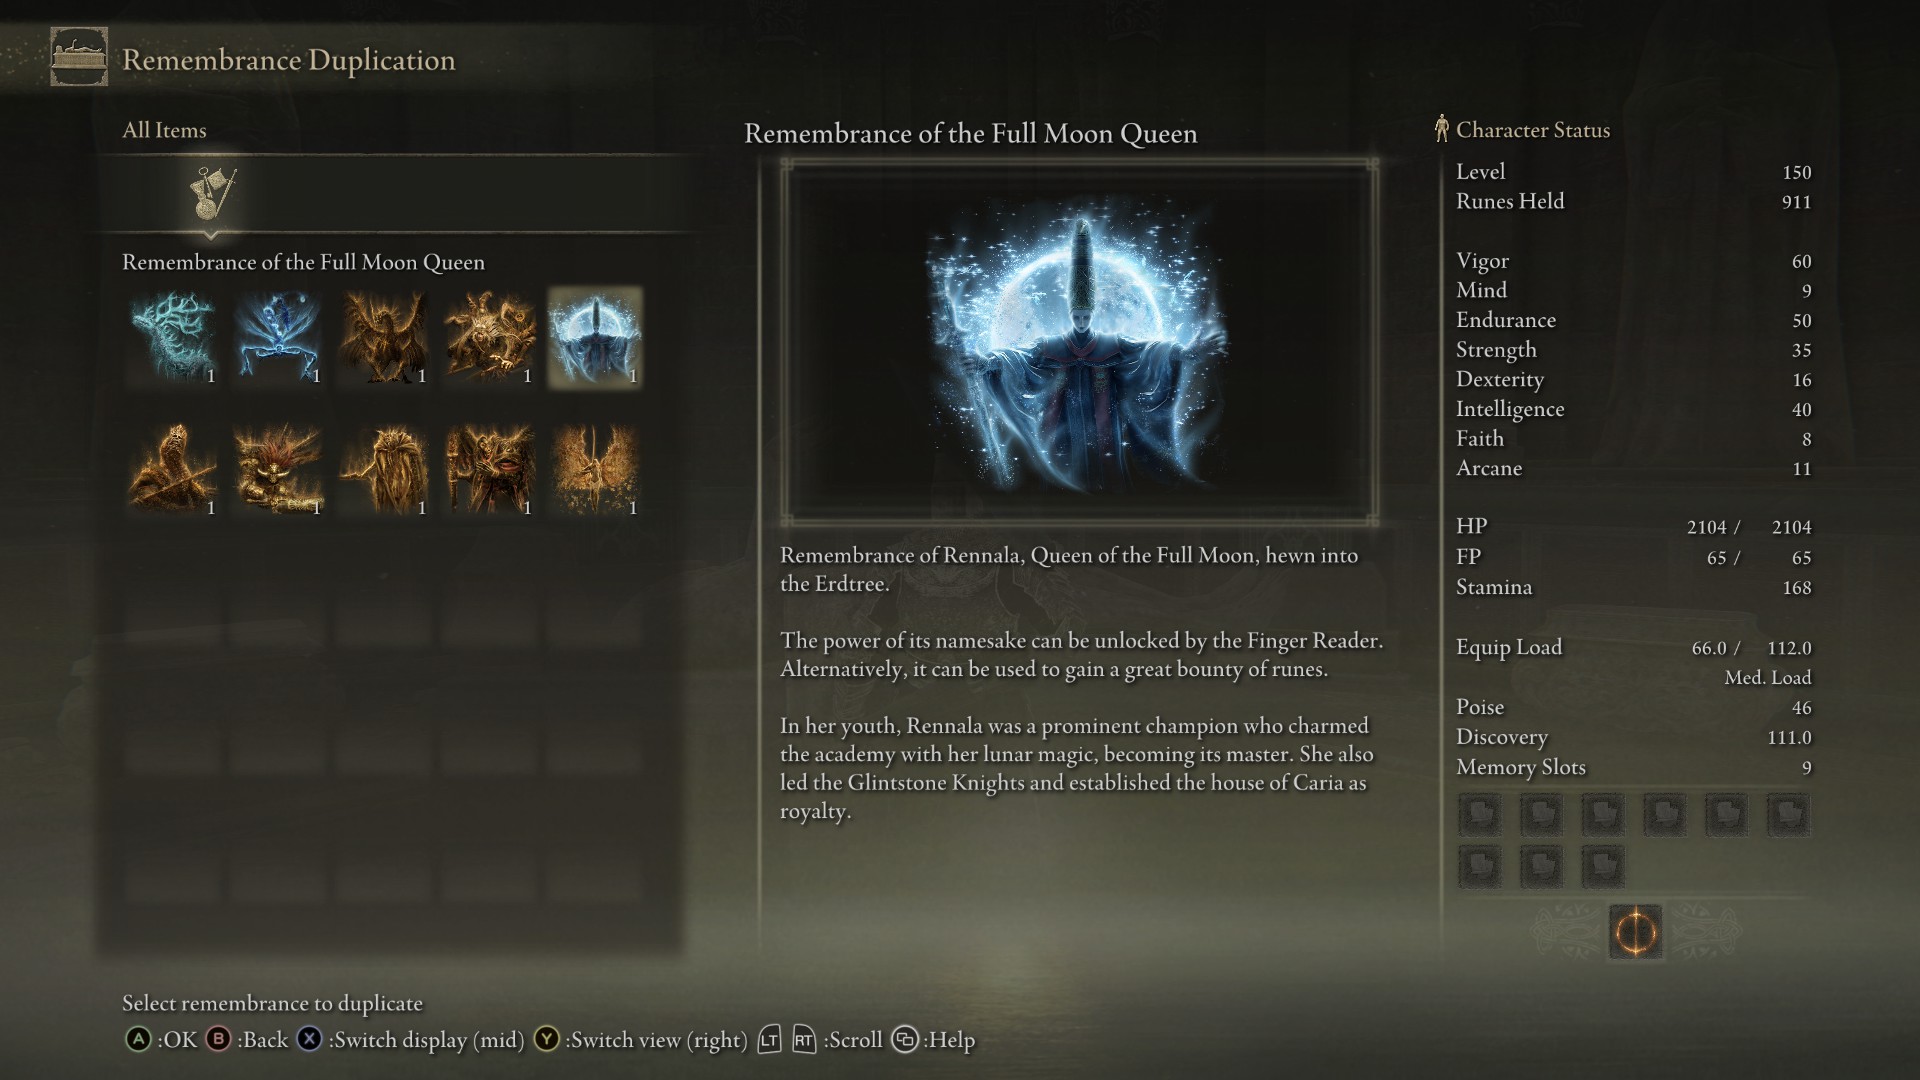 Remembrance Duplication
All Items
Remembrance of the Full Moon Queen
1 1 1 1 1
1 1 1 1 1
Remembrance of the Full Moon Queen
Remembrance of Rennala, Queen of the Full Moon, hewn into
the Erdtree.
The power of its namesake can be unlocked by the Finger Reader.
Alternatively, it can be used to gain a great bounty of runes.
In her youth, Rennala was a prominent champion who charmed
the academy with her lunar magic, becoming its master. She also
led the Glintstone Knights and established the house of Caria as
royalty.
Character Status
Level 150
Runes Held 911
Vigor 60
Mind 9
Endurance 50
Strength 35
Dexterity 16
Intelligence 40
Faith 8
Arcane 11
HP 2104 / 2104
FP 65 / 65
Stamina 168
Equip Load 66.0 / 112.0
Med. Load
Poise 46
Discovery 111.0
Memory Slots 9
Select remembrance to duplicate
A :OK B :Back X :Switch display (mid) Y :Switch view (right) LT RT :Scroll :Help